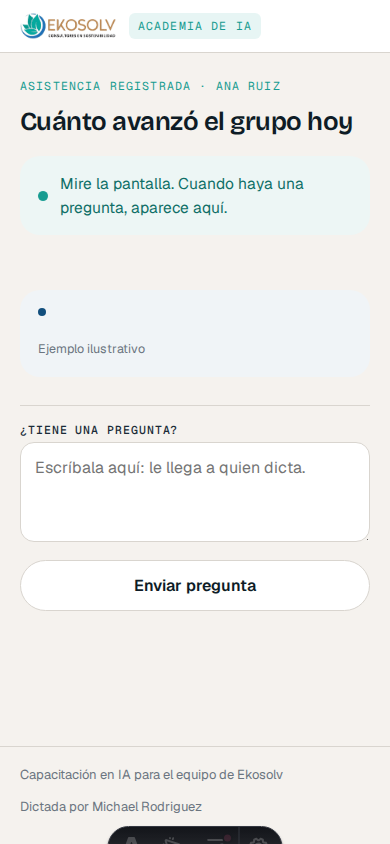 EKOSOLV
ACADEMIA DE IA
ASISTENCIA REGISTRADA · ANA RUIZ
Cuánto avanzó el grupo hoy
Mire la pantalla. Cuando haya una
pregunta, aparece aquí.
Ejemplo ilustrativo
¿TIENE UNA PREGUNTA?
Escríbala aquí: le llega a quien dicta.
Enviar pregunta
Capacitación en IA para el equipo de Ekosolv
Dictada por Michael Rodriguez